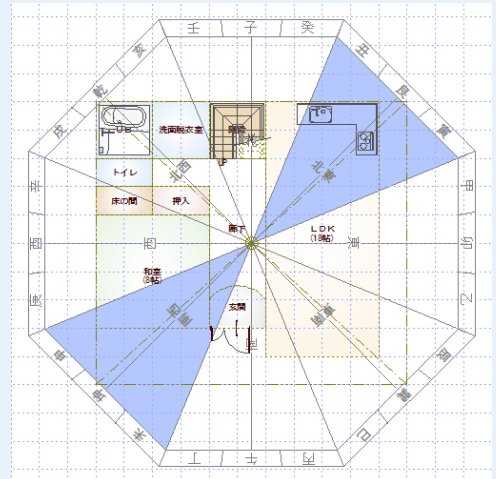 壬 子 癸
亥 丑
乾 艮
戌 寅
UB 洗面脱衣室 階段
UP
トイレ 北西 北東
辛 甲
床の間 押入
廊下 LDK
(18帖)
酉 西 東 卯
和室
(8帖)
庚 乙
玄関
南西 南 南東
申 辰
坤 巽
未 巳
丁 午 丙